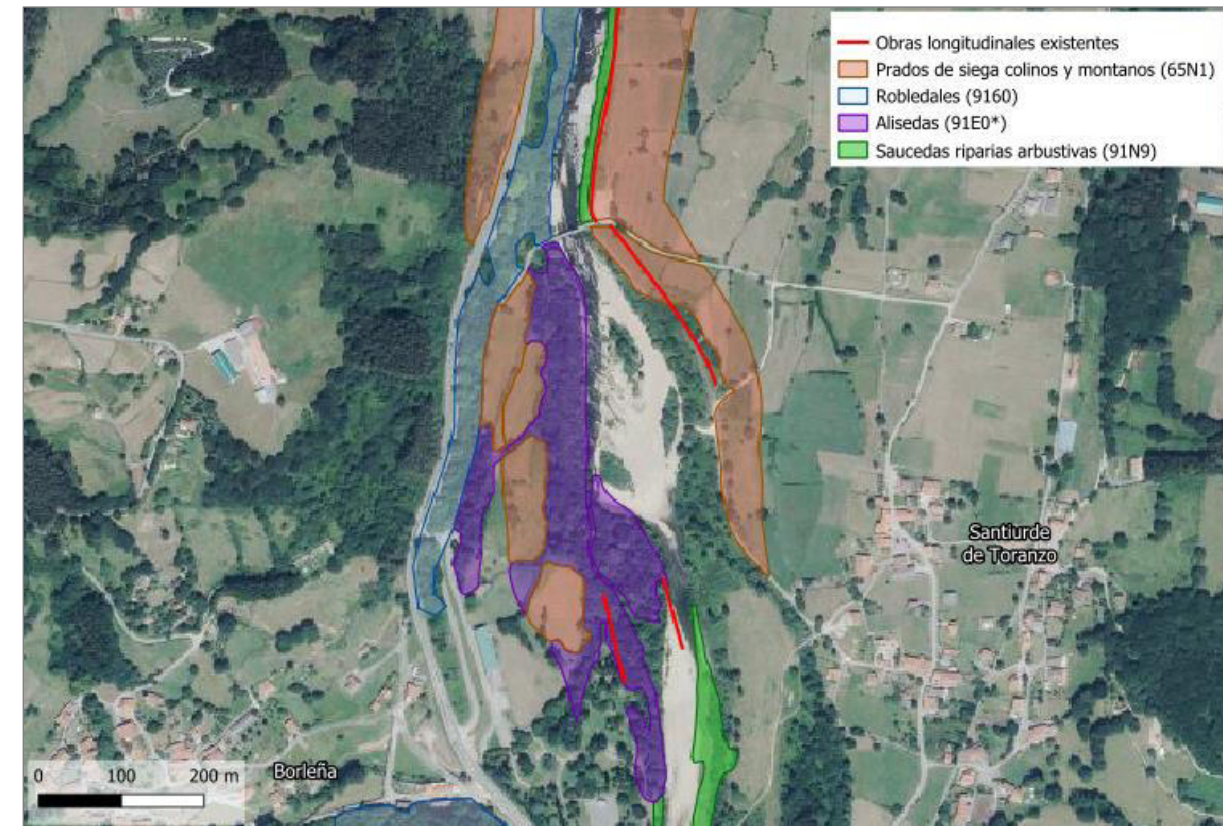 Obras longitudinales existentes
Prados de siega colinos y montanos (65N1)
Robledales (9160)
Alisedas (91E0*)
Saucedas riparias arbustivas (91N9)
Santiurde
de Toranzo
Borleña
0 100 200 m